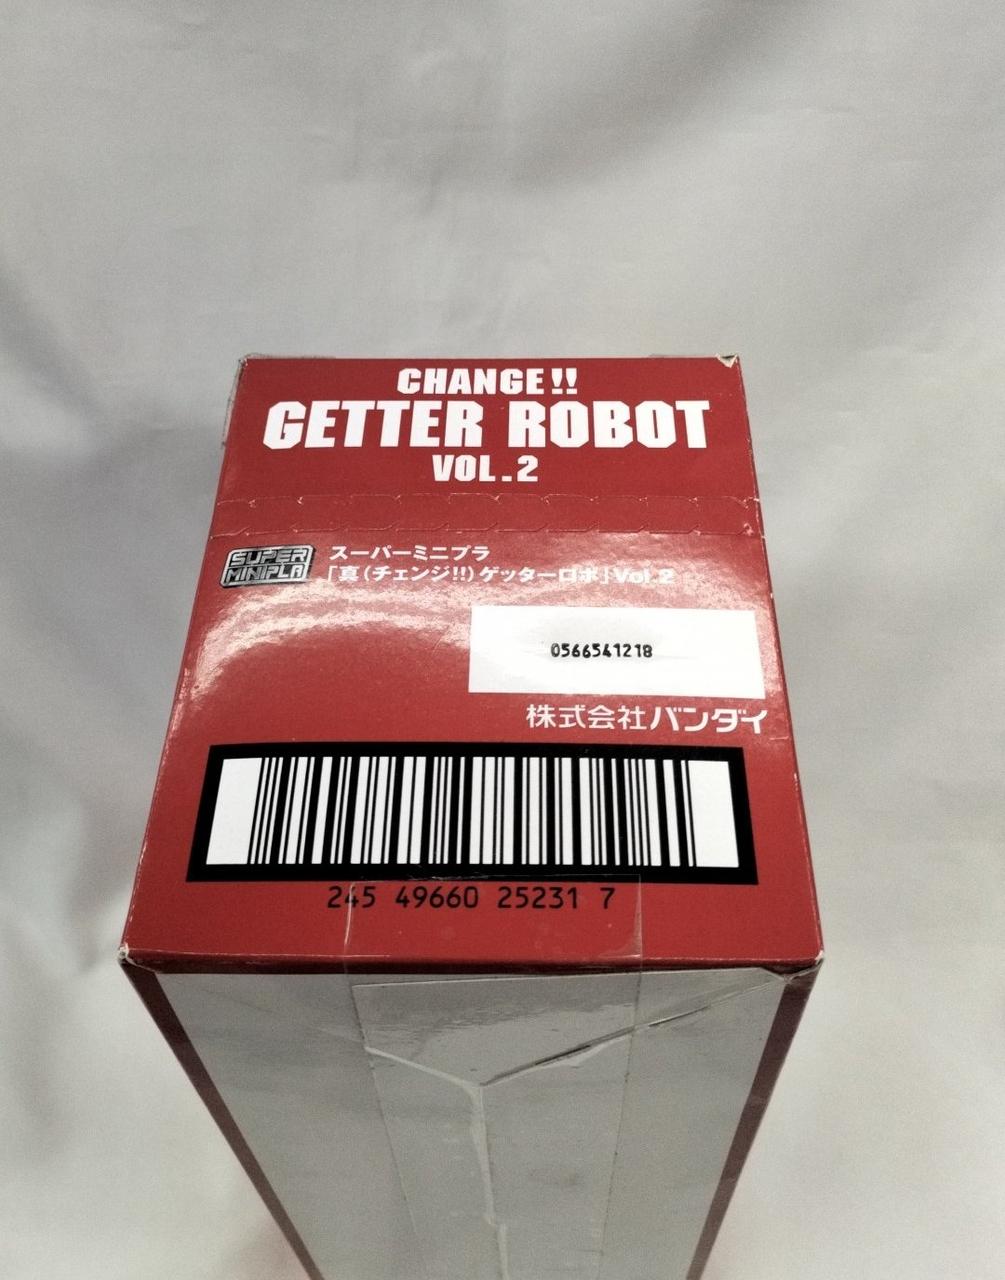 CHANGE!!
GETTER ROBOT
VOL.2
SUPER
MINIPLA
スーパーミニプラ
「真(チェンジ!!)ゲッターロボ」Vol.2
0566541218
株式会社バンダイ
245 49660 25231 7